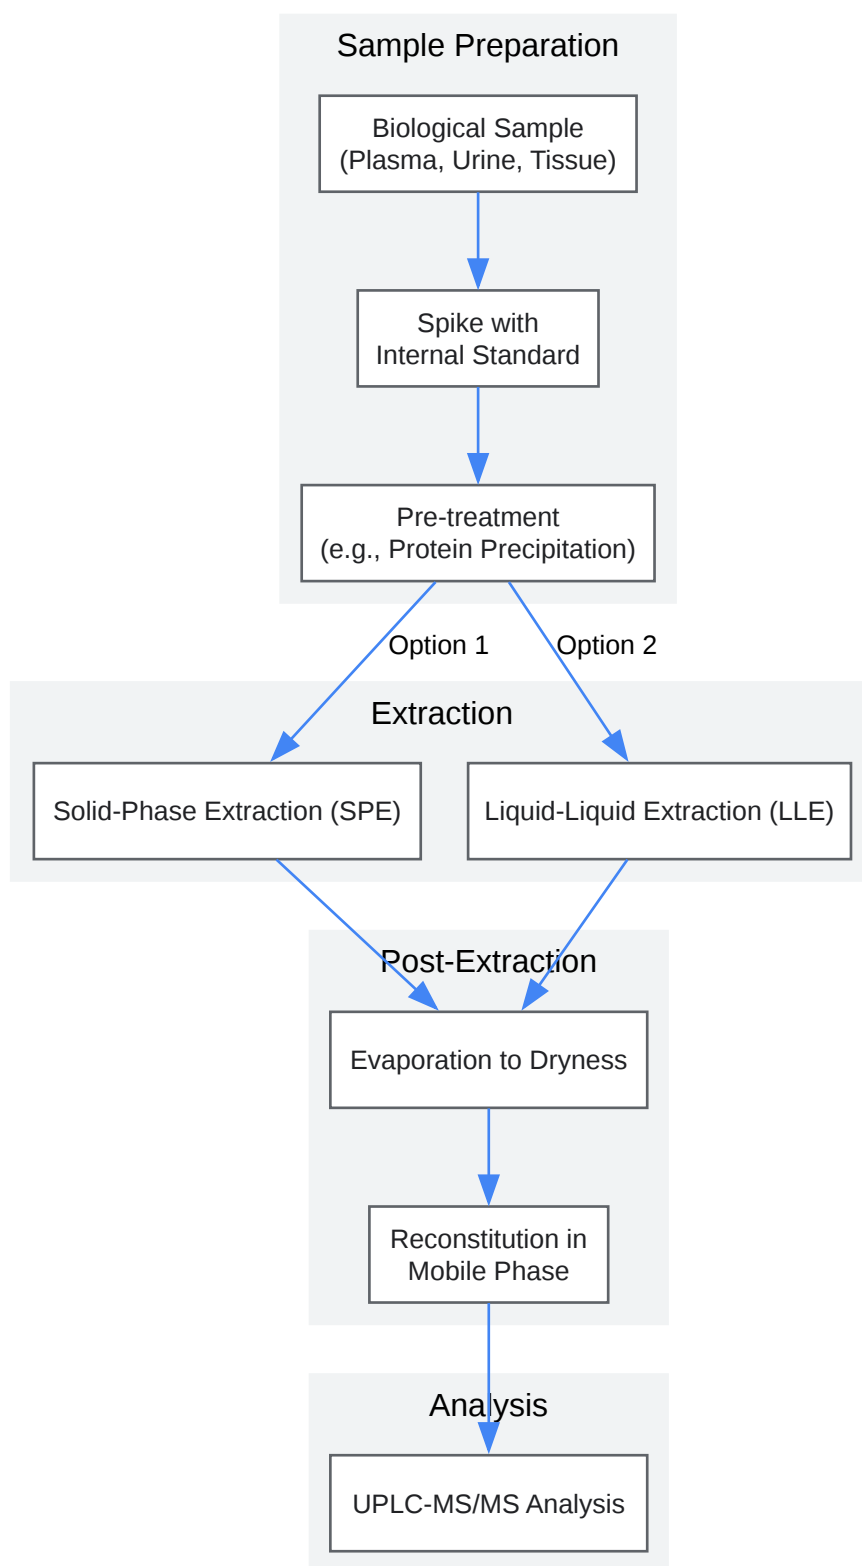 Sample Preparation
Biological Sample
(Plasma, Urine, Tissue)
Spike with
Internal Standard
Pre-treatment
(e.g., Protein Precipitation)
Option 1
Option 2
Extraction
Solid-Phase Extraction (SPE)
Liquid-Liquid Extraction (LLE)
Post-Extraction
Evaporation to Dryness
Reconstitution in
Mobile Phase
Analysis
UPLC-MS/MS Analysis